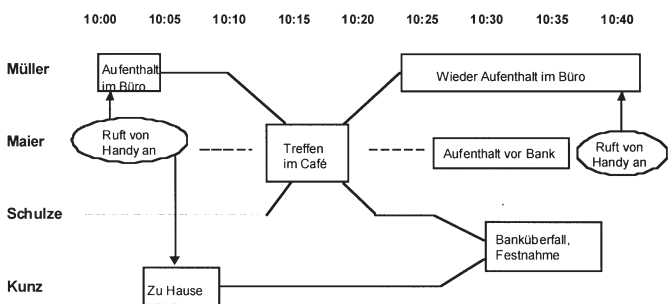 10:00 10:05 10:10 10:15 10:20 10:25 10:30 10:35 10:40
Müller
Aufenthalt
im Büro
Wieder Aufenthalt im Büro
Maier
Ruft von
Handy an
Treffen
im Café
Aufenthalt vor Bank
Ruft von
Handy an
Schulze
Banküberfall,
Festnahme
Kunz
Zu Hause